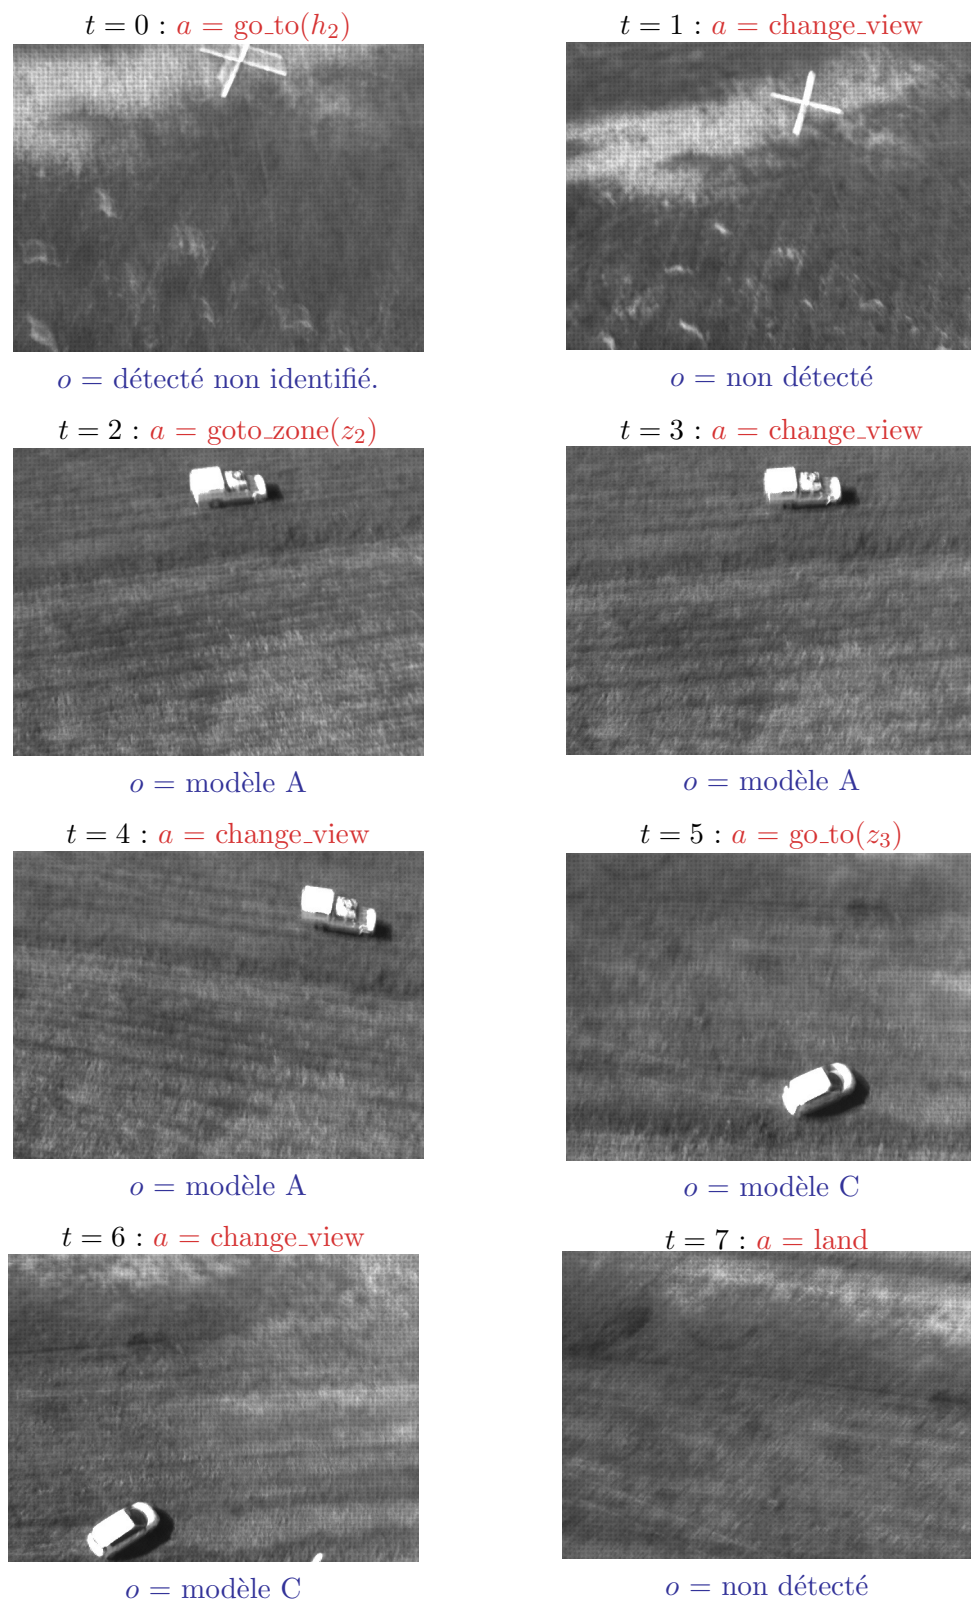 t = 0 : a = go_to(h₂)
t = 1 : a = change_view
o = détecté non identifié.
o = non détecté
t = 2 : a = goto_zone(z₂)
t = 3 : a = change_view
o = modèle A
o = modèle A
t = 4 : a = change_view
t = 5 : a = go_to(z₃)
o = modèle A
o = modèle C
t = 6 : a = change_view
t = 7 : a = land
o = modèle C
o = non détecté